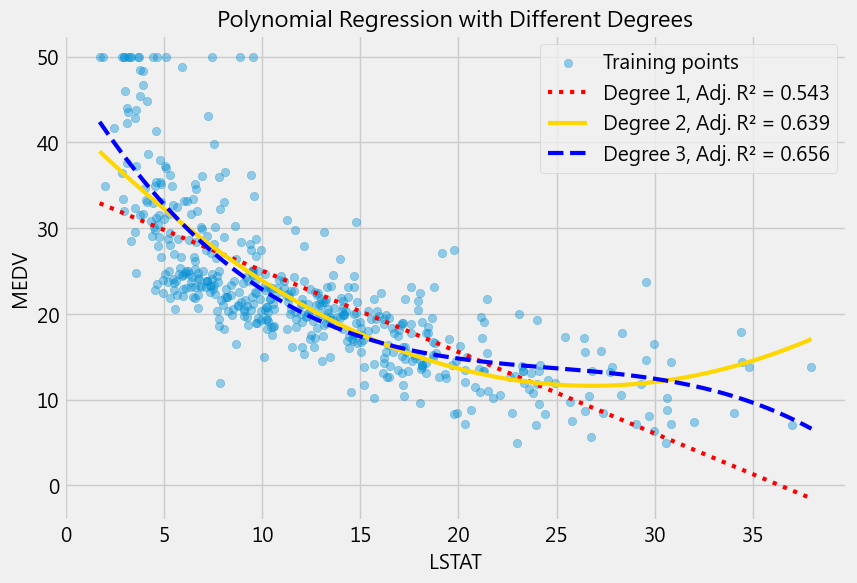 Polynomial Regression with Different Degrees
Training points
Degree 1, Adj. R² = 0.543
Degree 2, Adj. R² = 0.639
Degree 3, Adj. R² = 0.656
MEDV
50
40
30
20
10
0
0 5 10 15 20 25 30 35
LSTAT